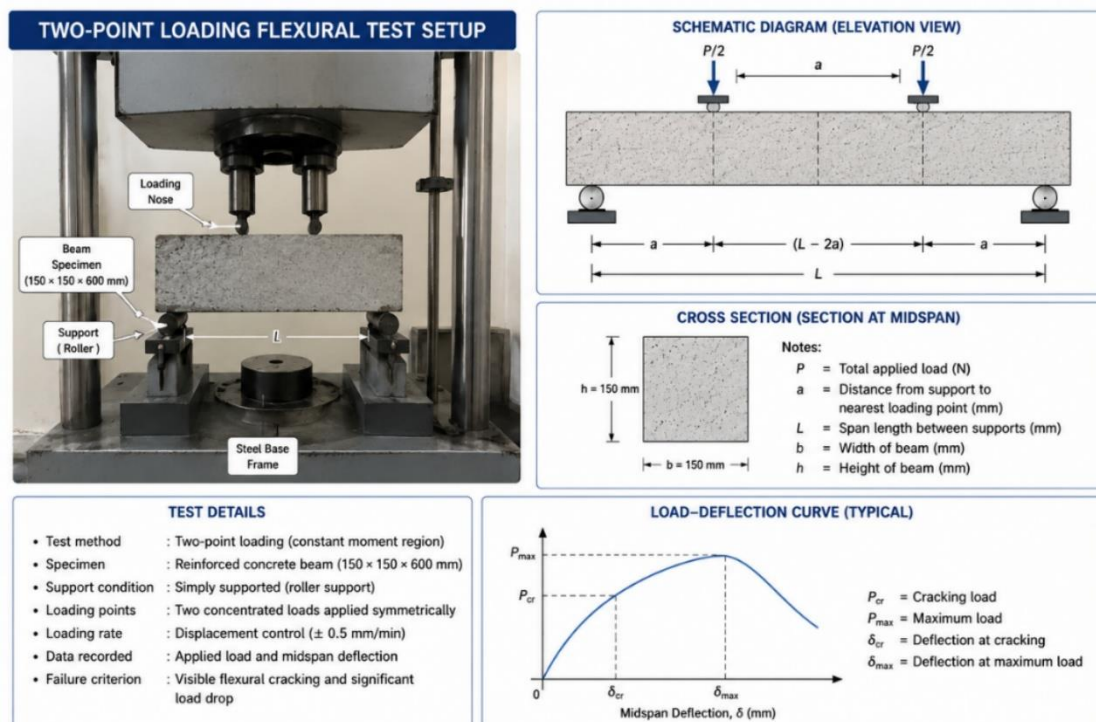 TWO-POINT LOADING FLEXURAL TEST SETUP
Loading
Nose
Beam
Specimen
(150 × 150 × 600 mm)
Support
( Roller )
L
Steel Base
Frame
SCHEMATIC DIAGRAM (ELEVATION VIEW)
P/2
P/2
a
a
(L – 2a)
a
L
CROSS SECTION (SECTION AT MIDSPAN)
h = 150 mm
b = 150 mm
Notes:
P = Total applied load (N)
a = Distance from support to
nearest loading point (mm)
L = Span length between supports (mm)
b = Width of beam (mm)
h = Height of beam (mm)
TEST DETAILS
• Test method : Two-point loading (constant moment region)
• Specimen : Reinforced concrete beam (150 × 150 × 600 mm)
• Support condition : Simply supported (roller support)
• Loading points : Two concentrated loads applied symmetrically
• Loading rate : Displacement control (± 0.5 mm/min)
• Data recorded : Applied load and midspan deflection
• Failure criterion : Visible flexural cracking and significant
load drop
LOAD–DEFLECTION CURVE (TYPICAL)
Pmax
Pcr
0
δcr
δmax
Midspan Deflection, δ (mm)
Pcr = Cracking load
Pmax = Maximum load
δcr = Deflection at cracking
δmax = Deflection at maximum load